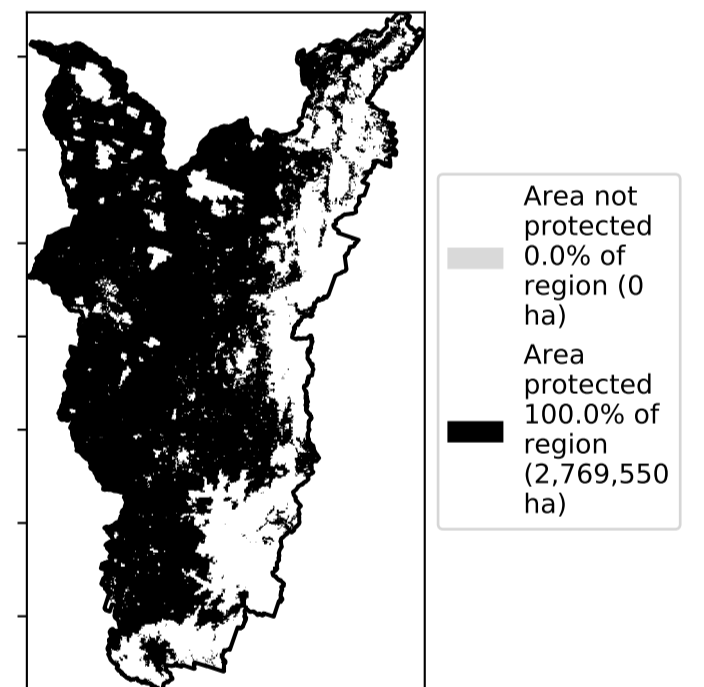 Area not
protected
0.0% of
region (0
ha)
Area
protected
100.0% of
region
(2,769,550
ha)